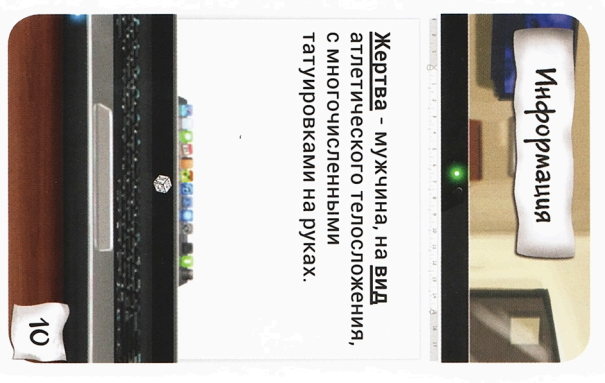 Информация
Жертва - мужчина, на вид
атлетического телосложения,
с многочисленными
татуировками на руках.
10